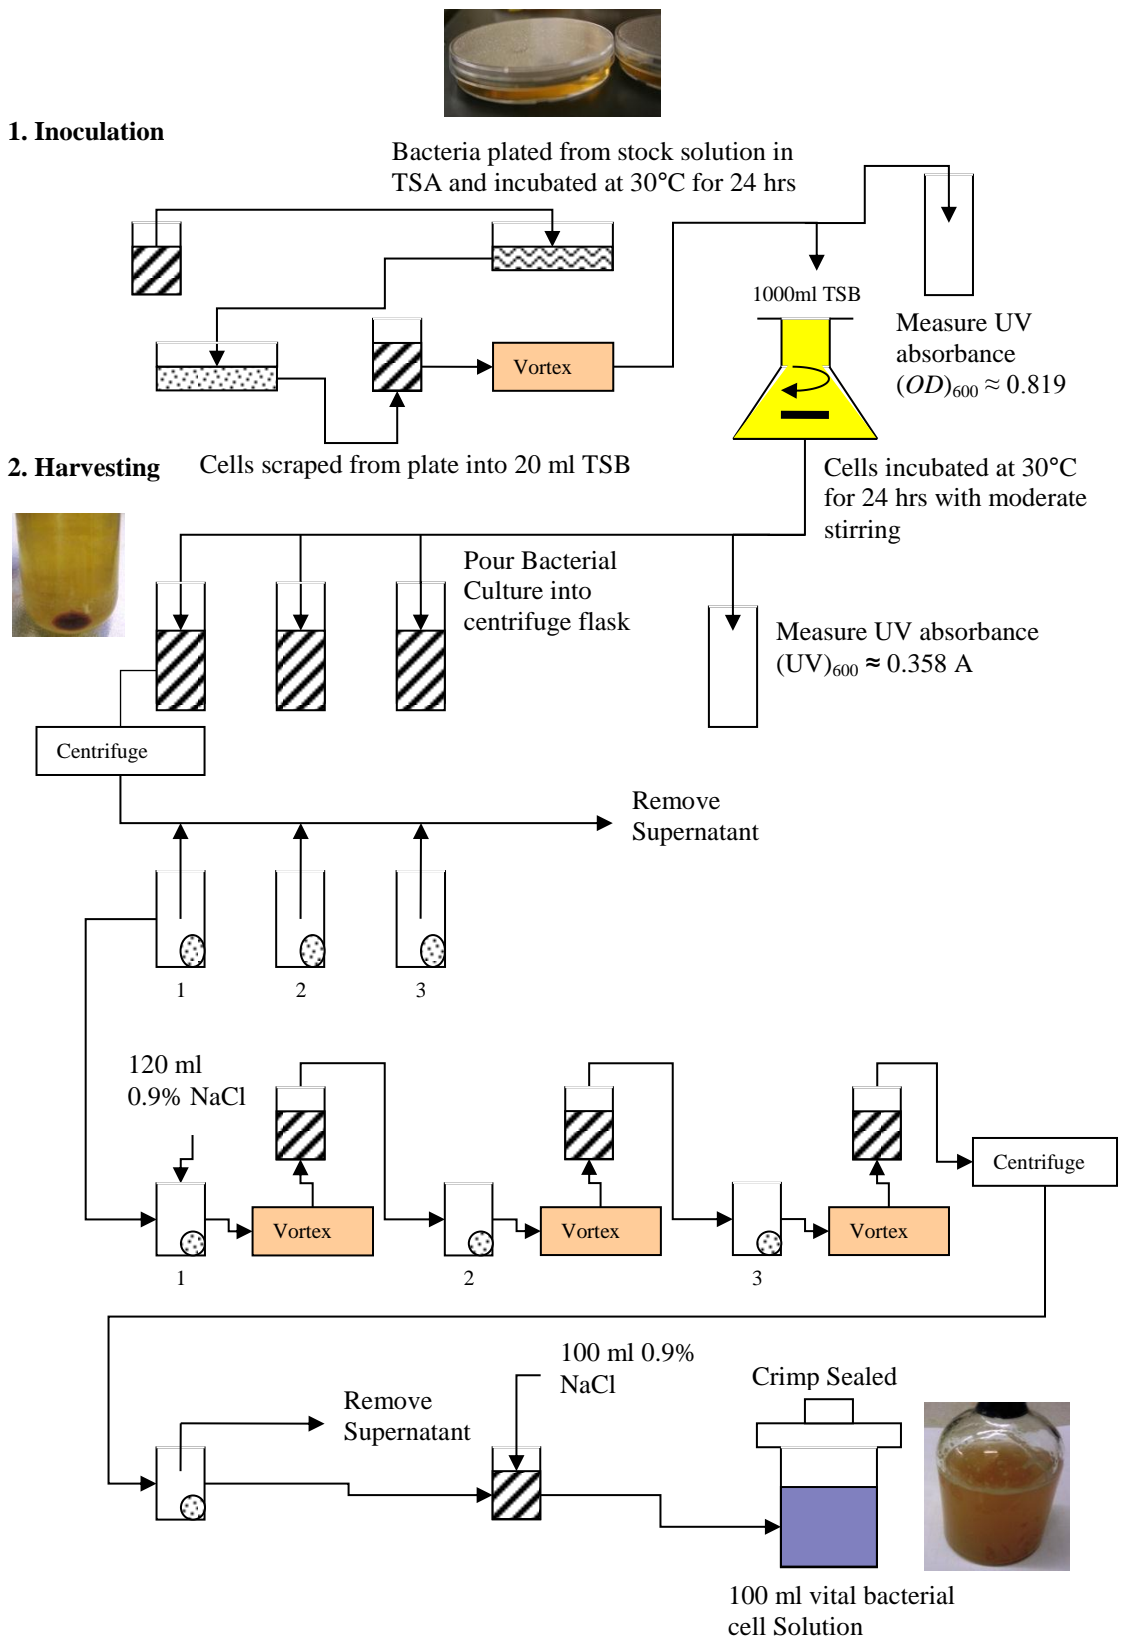 1. Inoculation
Bacteria plated from stock solution in
TSA and incubated at 30°C for 24 hrs
1000ml TSB
Measure UV
absorbance
(OD)600 ≈ 0.819
Vortex
2. Harvesting
Cells scraped from plate into 20 ml TSB
Cells incubated at 30°C
for 24 hrs with moderate
stirring
Pour Bacterial
Culture into
centrifuge flask
Measure UV absorbance
(UV)600 ≈ 0.358 A
Centrifuge
Remove
Supernatant
1
2
3
120 ml
0.9% NaCl
Centrifuge
Vortex
Vortex
Vortex
1
2
3
100 ml 0.9%
NaCl
Crimp Sealed
Remove
Supernatant
100 ml vital bacterial
cell Solution